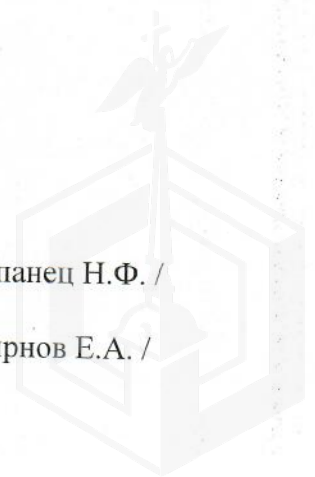 панец Н.Ф. /
рнов Е.А. /